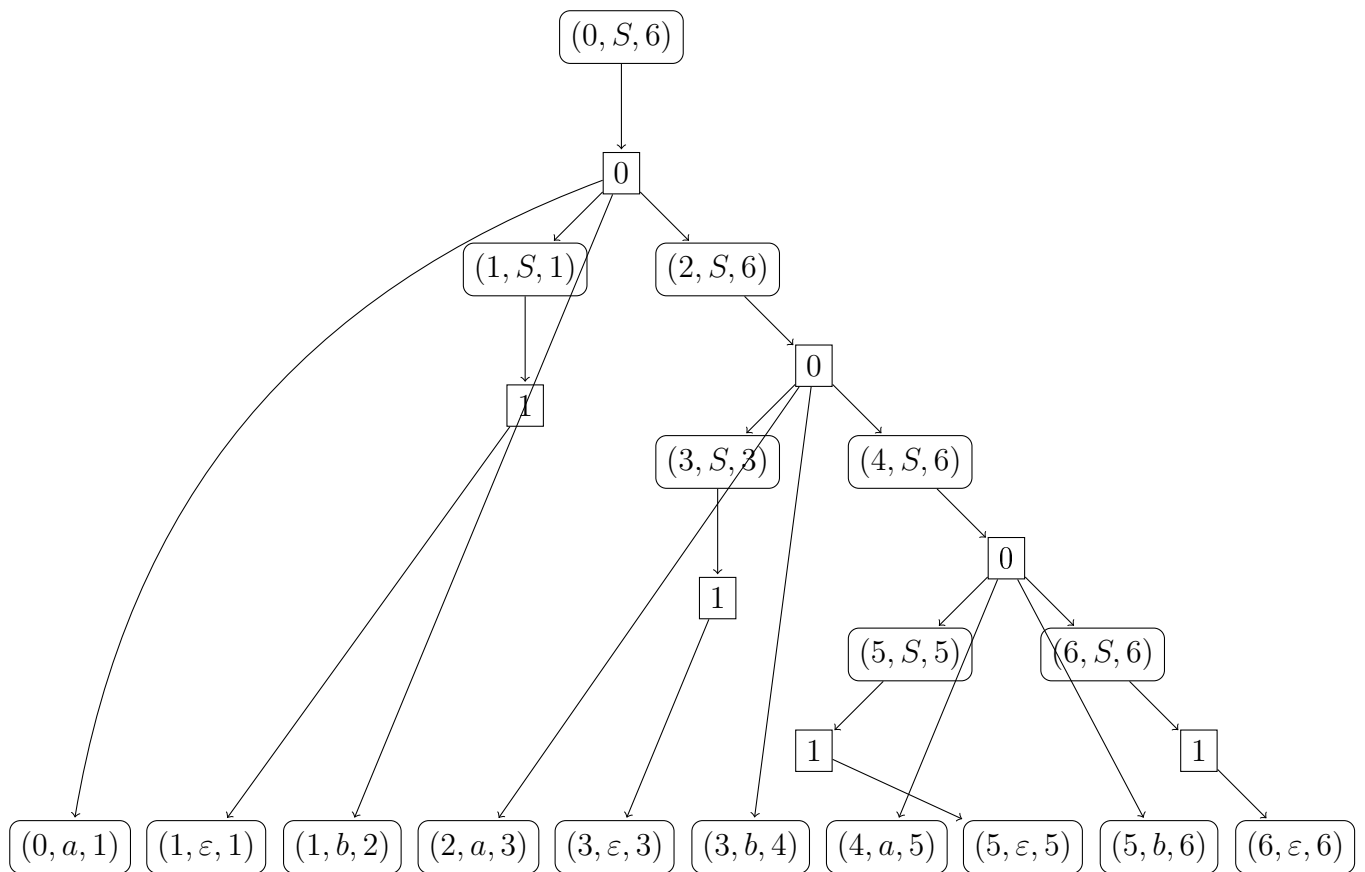 (0, S, 6)
0
(1, S, 1) (2, S, 6)
0
1
(3, S, 3) (4, S, 6)
0
1
(5, S, 5) (6, S, 6)
1 1
(0, a, 1) (1, ε, 1) (1, b, 2) (2, a, 3) (3, ε, 3) (3, b, 4) (4, a, 5) (5, ε, 5) (5, b, 6) (6, ε, 6)